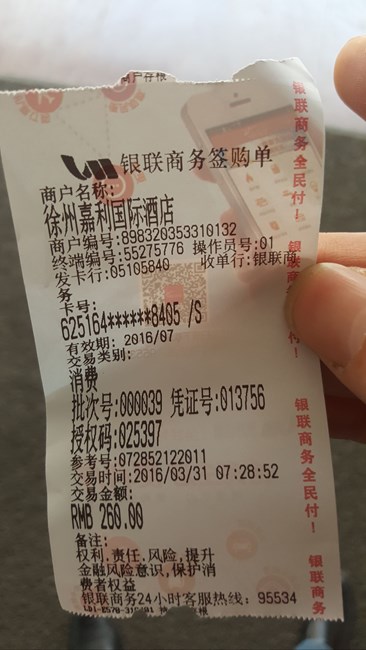 商户存根
银联商务签购单
商户名称:
徐州嘉利国际酒店
商户编号:898320353310132
终端编号:55275776 操作员号:01
发卡行:05105840 收单行:银联商
务
卡号:
625164******8405 /S
有效期: 2016/07
交易类别:
消费
批次号:000039 凭证号:013756
授权码:025397
参考号:072852122011
交易时间:2016/03/31 07:28:52
交易金额:
RMB 260.00
备注:
权利.责任.风险,提升
金融风险意识,保护消
费者权益
银联商务24小时客服热线: 95534
银联商务全民付!
银联
付!
银联商务全民付!
银联商务